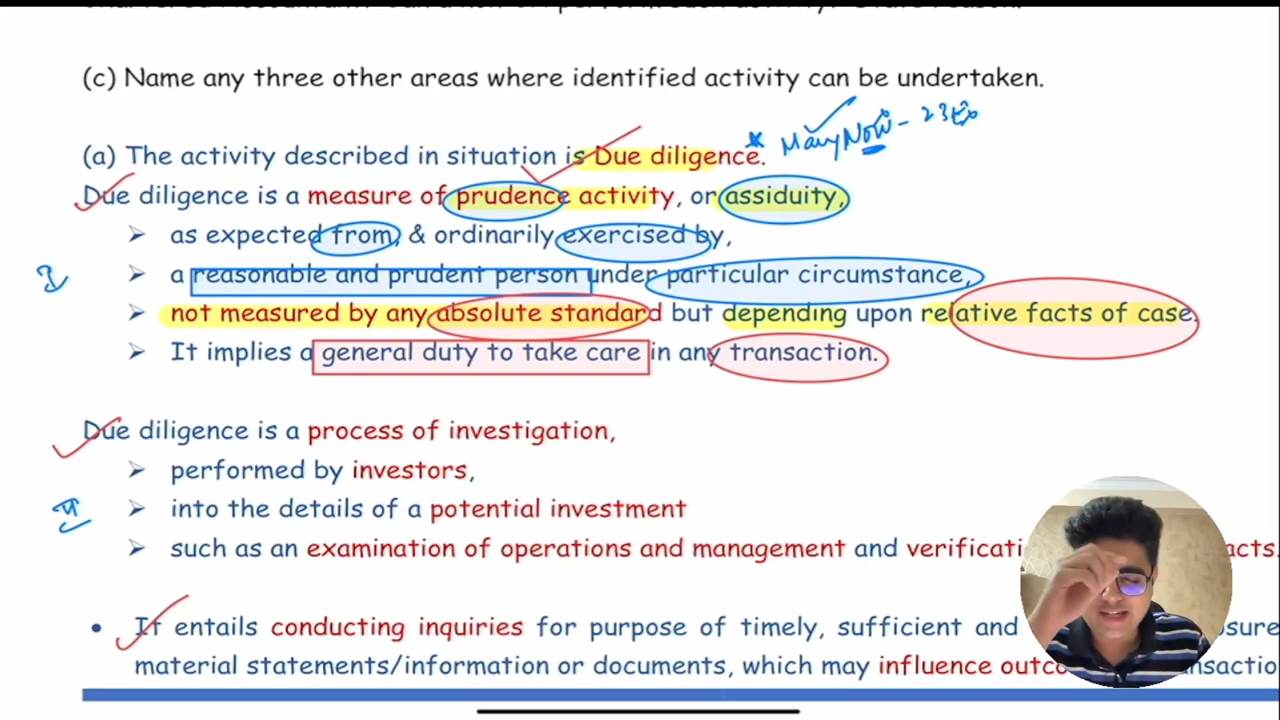 (c) Name any three other areas where identified activity can be undertaken.
(a) The activity described in situation is Due diligence.
Due diligence is a measure of prudence activity, or assiduity,
➢ as expected from, & ordinarily exercised by,
➢ a reasonable and prudent person under particular circumstance,
➢ not measured by any absolute standard but depending upon relative facts of case.
➢ It implies a general duty to take care in any transaction.
Due diligence is a process of investigation,
➢ performed by investors,
➢ into the details of a potential investment
➢ such as an examination of operations and management and
• It entails conducting inquiries for purpose of timely, sufficient and
material statements/information or documents, which may influence